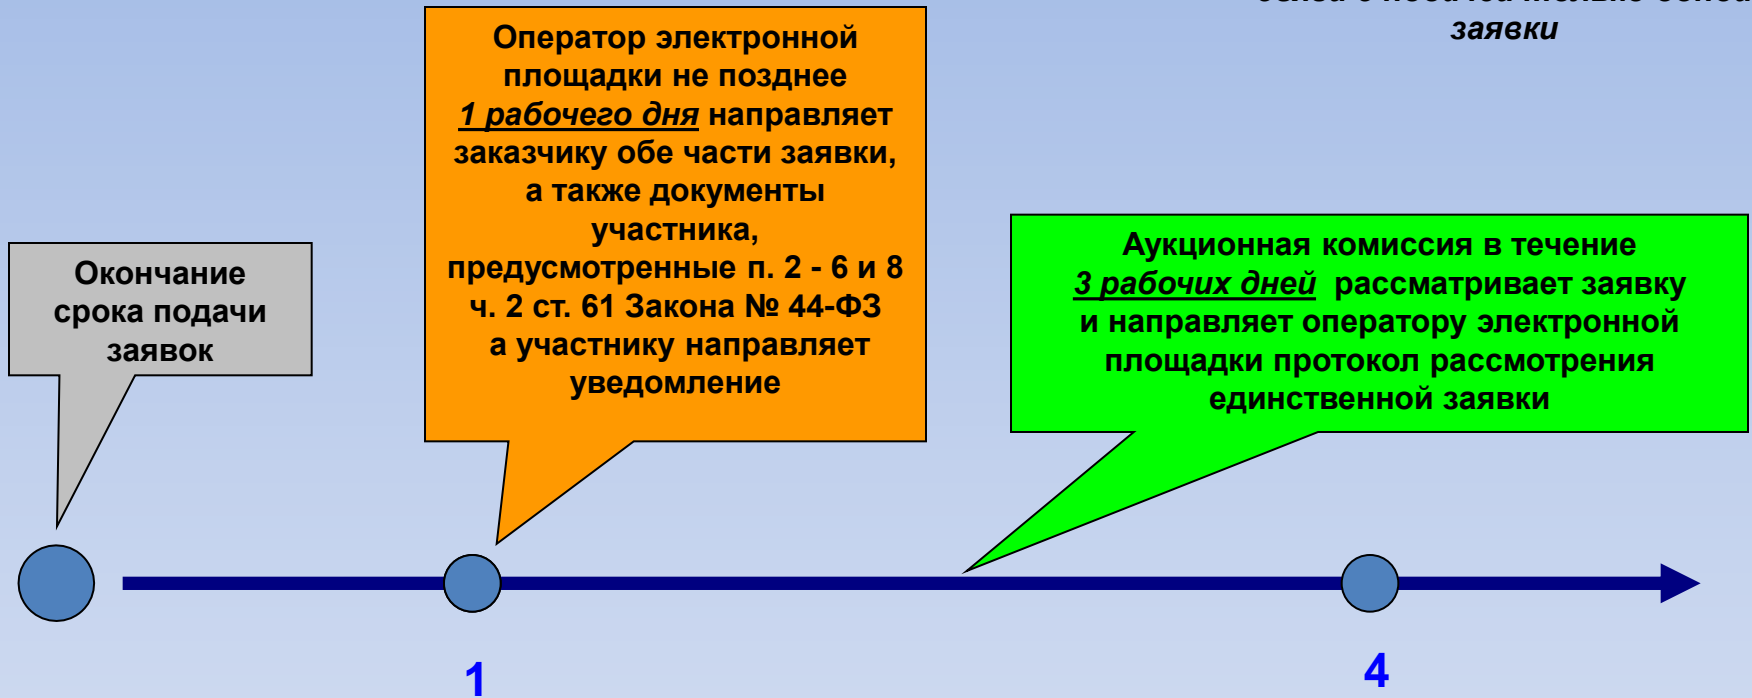 заявки
Оператор электронной
площадки не позднее
1 рабочего дня направляет
заказчику обе части заявки,
а также документы
участника,
предусмотренные п. 2 - 6 и 8
ч. 2 ст. 61 Закона № 44-ФЗ
а участнику направляет
уведомление
Окончание
срока подачи
заявок
Аукционная комиссия в течение
3 рабочих дней рассматривает заявку
и направляет оператору электронной
площадки протокол рассмотрения
единственной заявки
1
4